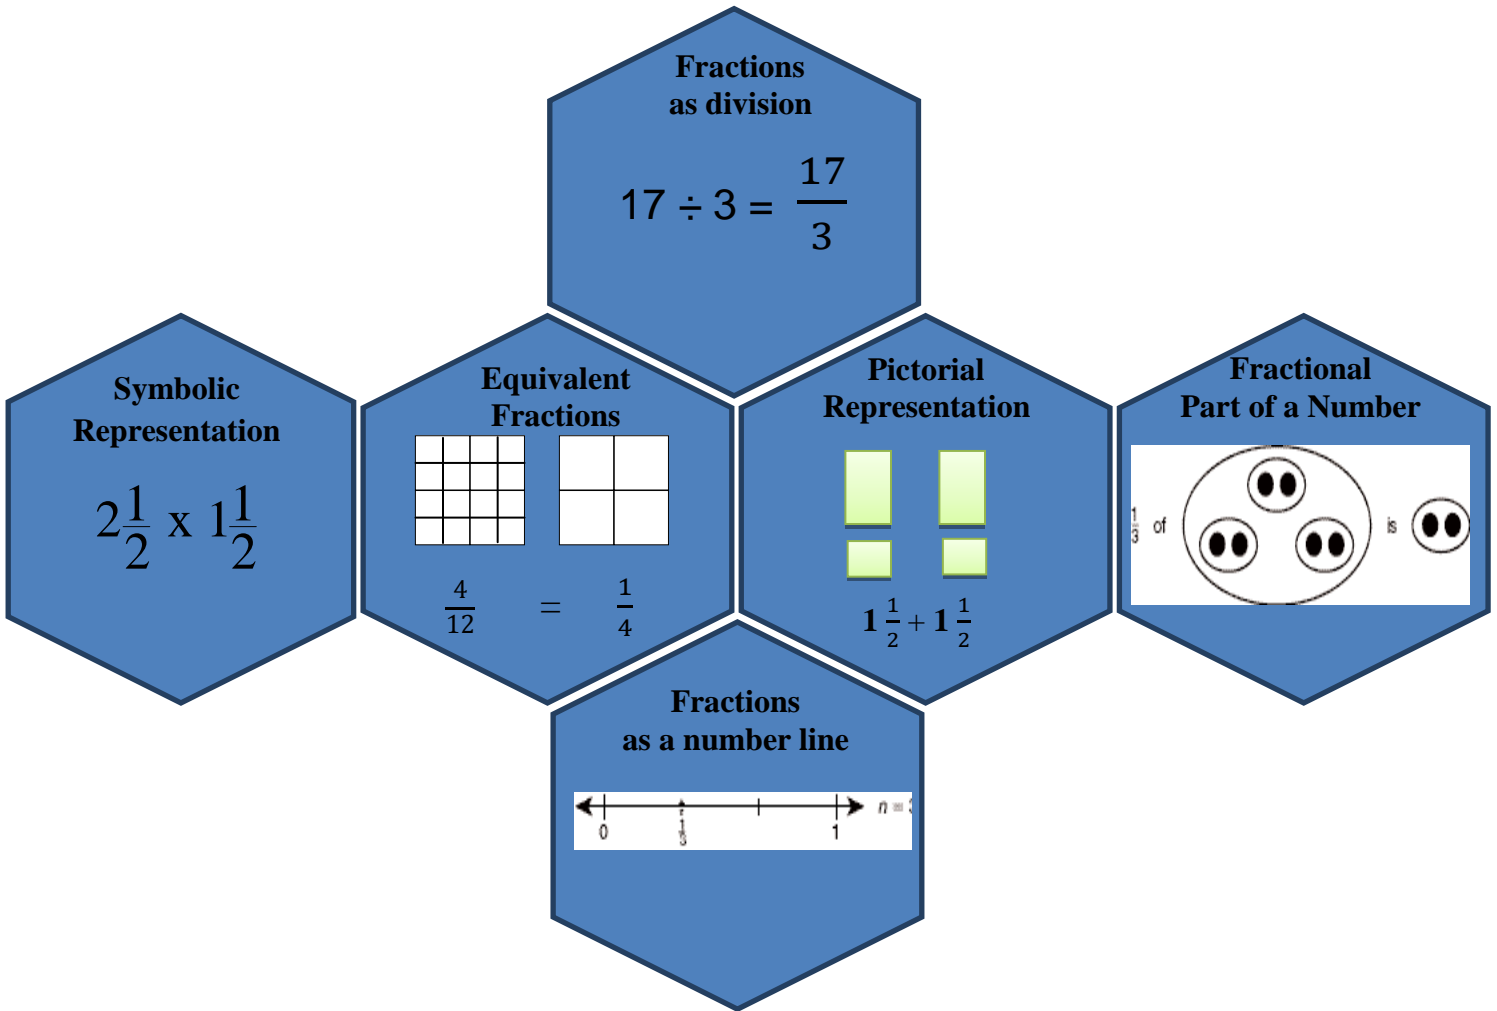 Fractions
as division
17 ÷ 3 = 17/3
Symbolic
Representation
2 1/2 x 1 1/2
Equivalent
Fractions
4/12 = 1/4
Pictorial
Representation
1 1/2 + 1 1/2
Fractional
Part of a Number
1/3 of is
Fractions
as a number line
0 1/3 1 n =